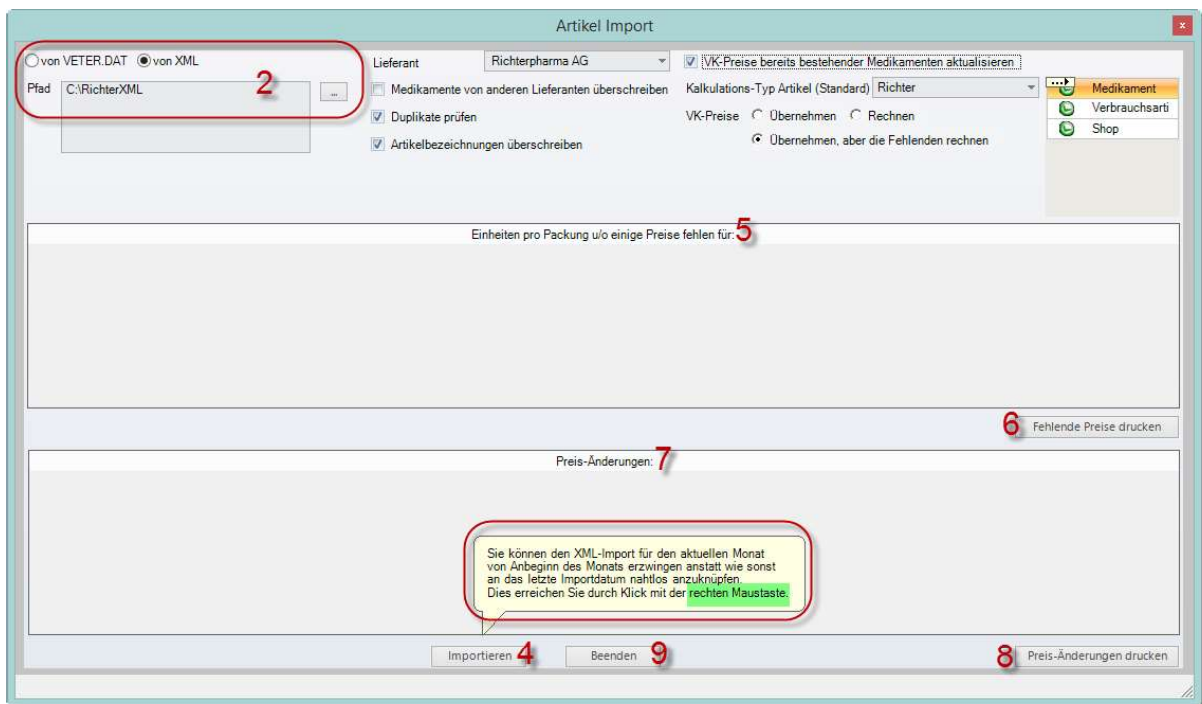 Artikel Import
x
von VETER.DAT von XML
2
Pfad C:\RichterXML ...
Lieferant Richterpharma AG
Medikamente von anderen Lieferanten überschreiben
Duplikate prüfen
Artikelbezeichnungen überschreiben
VK-Preise bereits bestehender Medikamenten aktualisieren
Kalkulations-Typ Artikel (Standard) Richter
VK-Preise Übernehmen Rechnen
Übernehmen, aber die Fehlenden rechnen
Medikament
Verbrauchsarti
Shop
Einheiten pro Packung u/o einige Preise fehlen für: 5
6 Fehlende Preise drucken
Preis-Änderungen: 7
Sie können den XML-Import für den aktuellen Monat
von Anbeginn des Monats erzwingen anstatt wie sonst
an das letzte Importdatum nahtlos anzuknüpfen.
Dies erreichen Sie durch Klick mit der rechten Maustaste.
Importieren 4 Beenden 9 8 Preis-Änderungen drucken